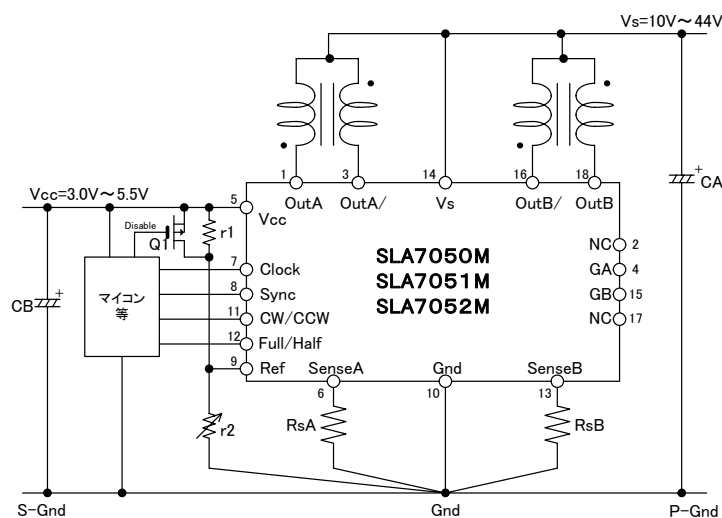 Vs=10V～44V
CA
+
1
3
14
16
18
OutA
OutA/
Vs
OutB/
OutB
Vcc=3.0V～5.5V
5
Vcc
Disable
Q1
r1
SLA7050M
SLA7051M
SLA7052M
NC 2
GA 4
GB 15
NC 17
7 Clock
8 Sync
11 CW/CCW
12 Full/Half
9 Ref
CB
+
マイコン
等
SenseA
Gnd
SenseB
6
10
13
RsA
RsB
r2
S-Gnd
Gnd
P-Gnd